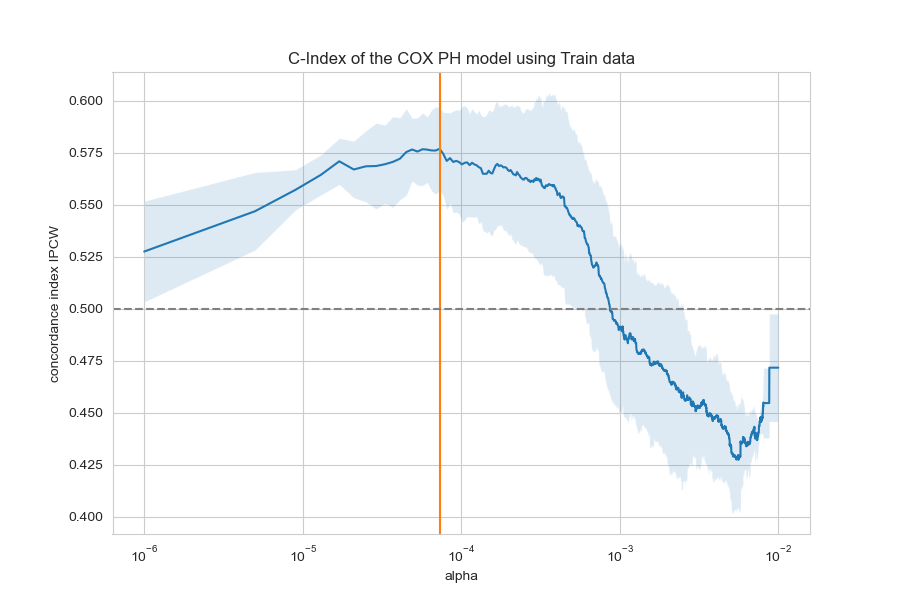 C-Index of the COX PH model using Train data
concordance index IPCW
0.600
0.575
0.550
0.525
0.500
0.475
0.450
0.425
0.400
10⁻⁶ 10⁻⁵ 10⁻⁴ 10⁻³ 10⁻²
alpha